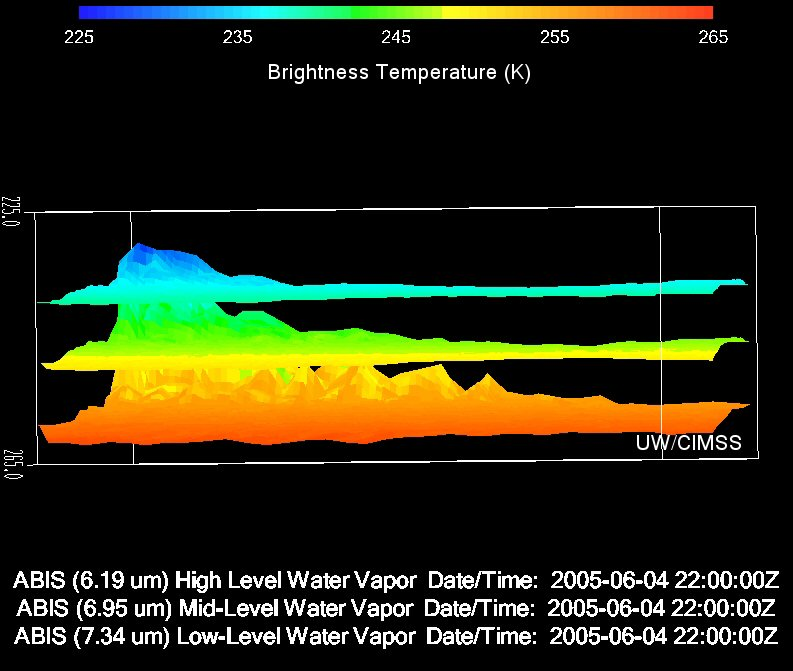 225 235 245 255 265
Brightness Temperature (K)
225.0
265.0
UW/CIMSS
ABIS (6.19 um) High Level Water Vapor Date/Time: 2005-06-04 22:00:00Z
ABIS (6.95 um) Mid-Level Water Vapor Date/Time: 2005-06-04 22:00:00Z
ABIS (7.34 um) Low-Level Water Vapor Date/Time: 2005-06-04 22:00:00Z